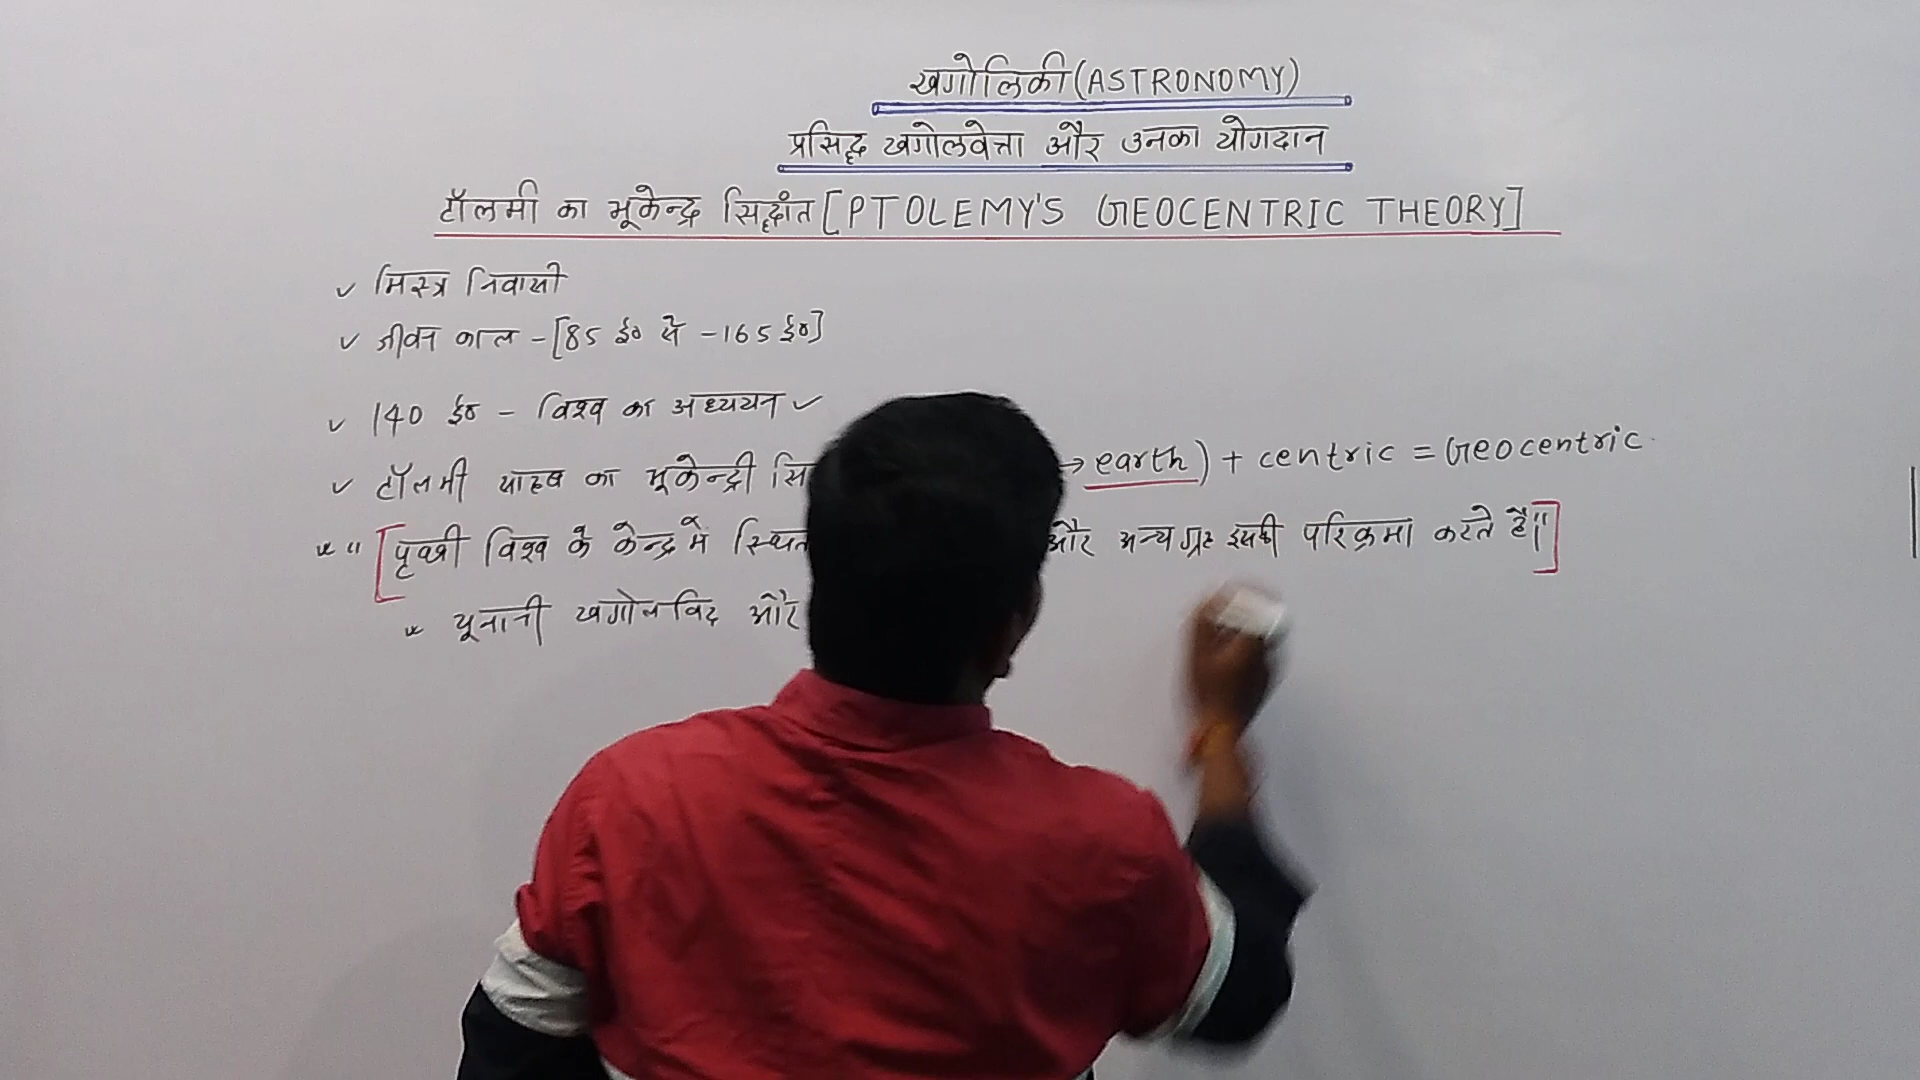 खगोलिकी (ASTRONOMY)
प्रसिद्ध खगोलवेत्ता और उनका योगदान
टॉलमी का भूकेन्द्र सिद्धांत [PTOLEMY'S GEOCENTRIC THEORY]
✓ मिस्त्र निवासी
✓ जीवन काल - [85 ई० से - 165 ई०]
✓ 140 ई० - विश्व का अध्ययन ✓
✓ टॉलमी साहब का भूकेन्द्री सि → earth) + centric = Geocentric
" [पृथ्वी विश्व के केन्द्र में स्थित और अन्य ग्रह इसकी परिक्रमा करते हैं"]
यूनानी खगोलविद और